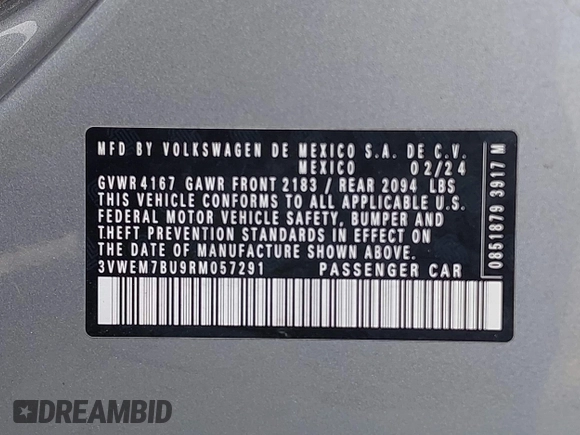 MFD BY VOLKSWAGEN DE MEXICO S.A. DE C.V.
MEXICO 02/24
GVWR 4167 GAWR FRONT 2183 / REAR 2094 LBS
THIS VEHICLE CONFORMS TO ALL APPLICABLE U.S.
FEDERAL MOTOR VEHICLE SAFETY, BUMPER AND
THEFT PREVENTION STANDARDS IN EFFECT ON
THE DATE OF MANUFACTURE SHOWN ABOVE.
3VWEM7BU9RM057291 PASSENGER CAR
0851879 3917 M
DREAMBID